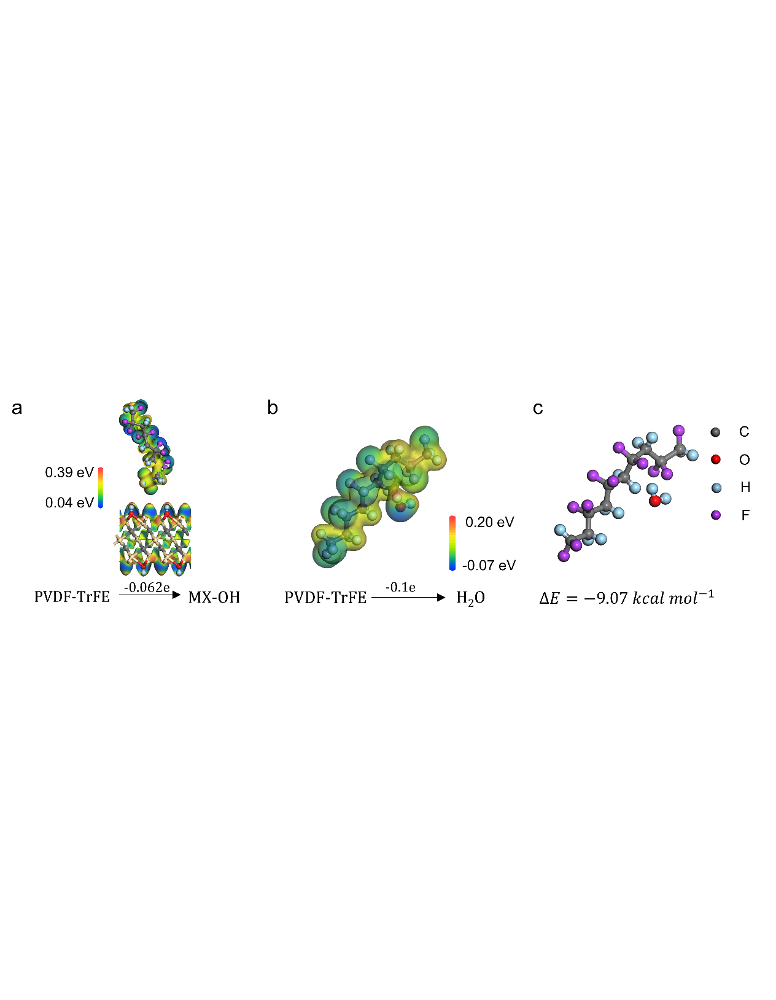 a
0.39 eV
0.04 eV
PVDF-TrFE -0.062e MX-OH
b
0.20 eV
-0.07 eV
PVDF-TrFE -0.1e H₂O
c
C
O
H
F
ΔE = −9.07 kcal mol⁻¹